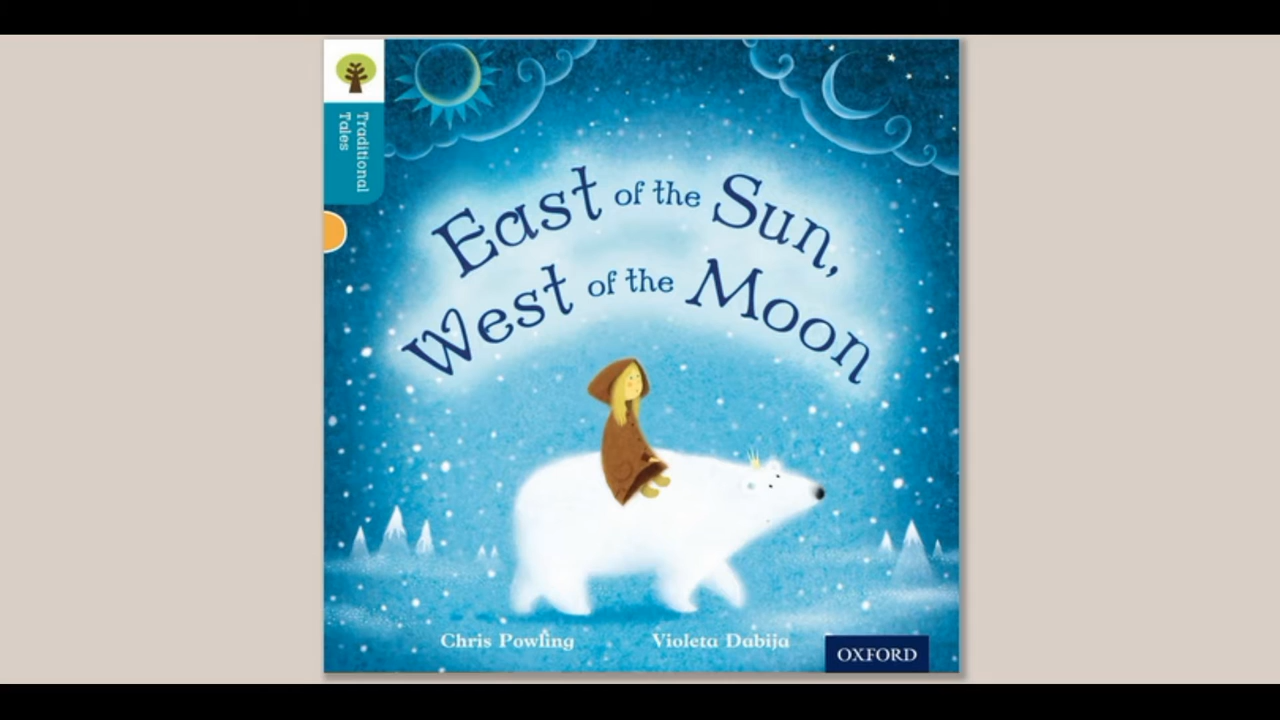 Traditional
Tales
East of the Sun,
West of the Moon
Chris Powling
Violeta Dabija
OXFORD